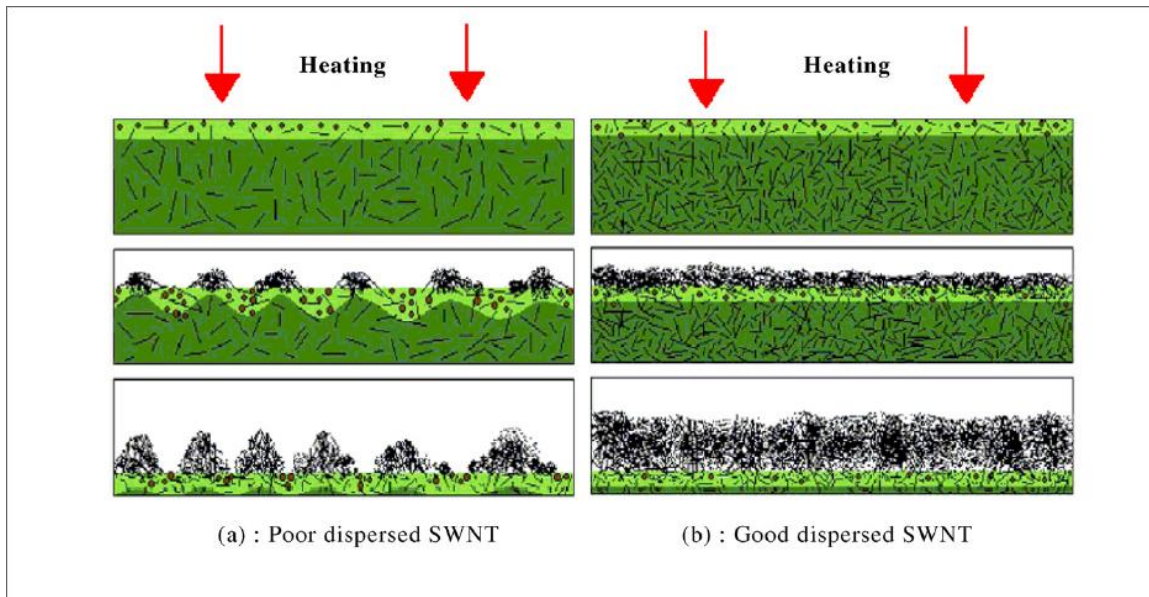 Heating
Heating
(a) : Poor dispersed SWNT
(b) : Good dispersed SWNT